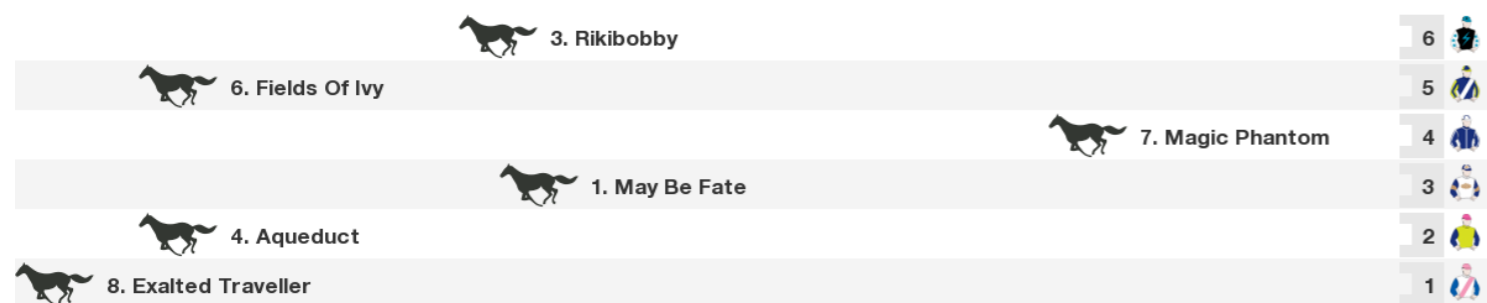 3. Rikibobby 6
6. Fields Of Ivy 5
7. Magic Phantom 4
1. May Be Fate 3
4. Aqueduct 2
8. Exalted Traveller 1